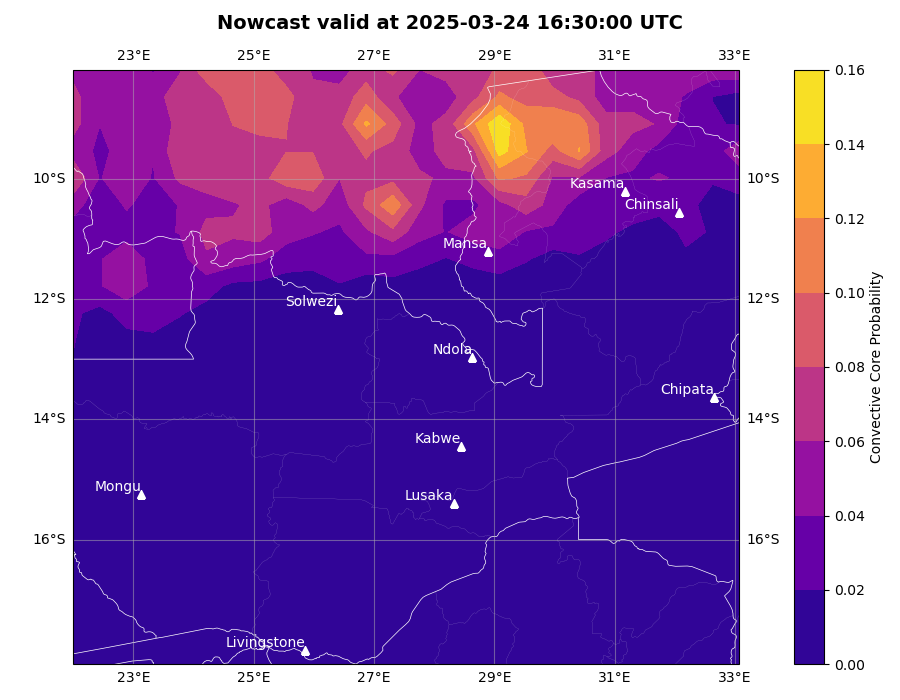 Nowcast valid at 2025-03-24 16:30:00 UTC
23°E 25°E 27°E 29°E 31°E 33°E
0.16
0.14
10°S Kasama 10°S
Chinsali
0.12
Mansa
0.10
12°S Solwezi 12°S
Ndola
0.08
Chipata
14°S 14°S
Kabwe
0.06
Mongu Lusaka
0.04
16°S 16°S
0.02
Livingstone
0.00
23°E 25°E 27°E 29°E 31°E 33°E
Convective Core Probability